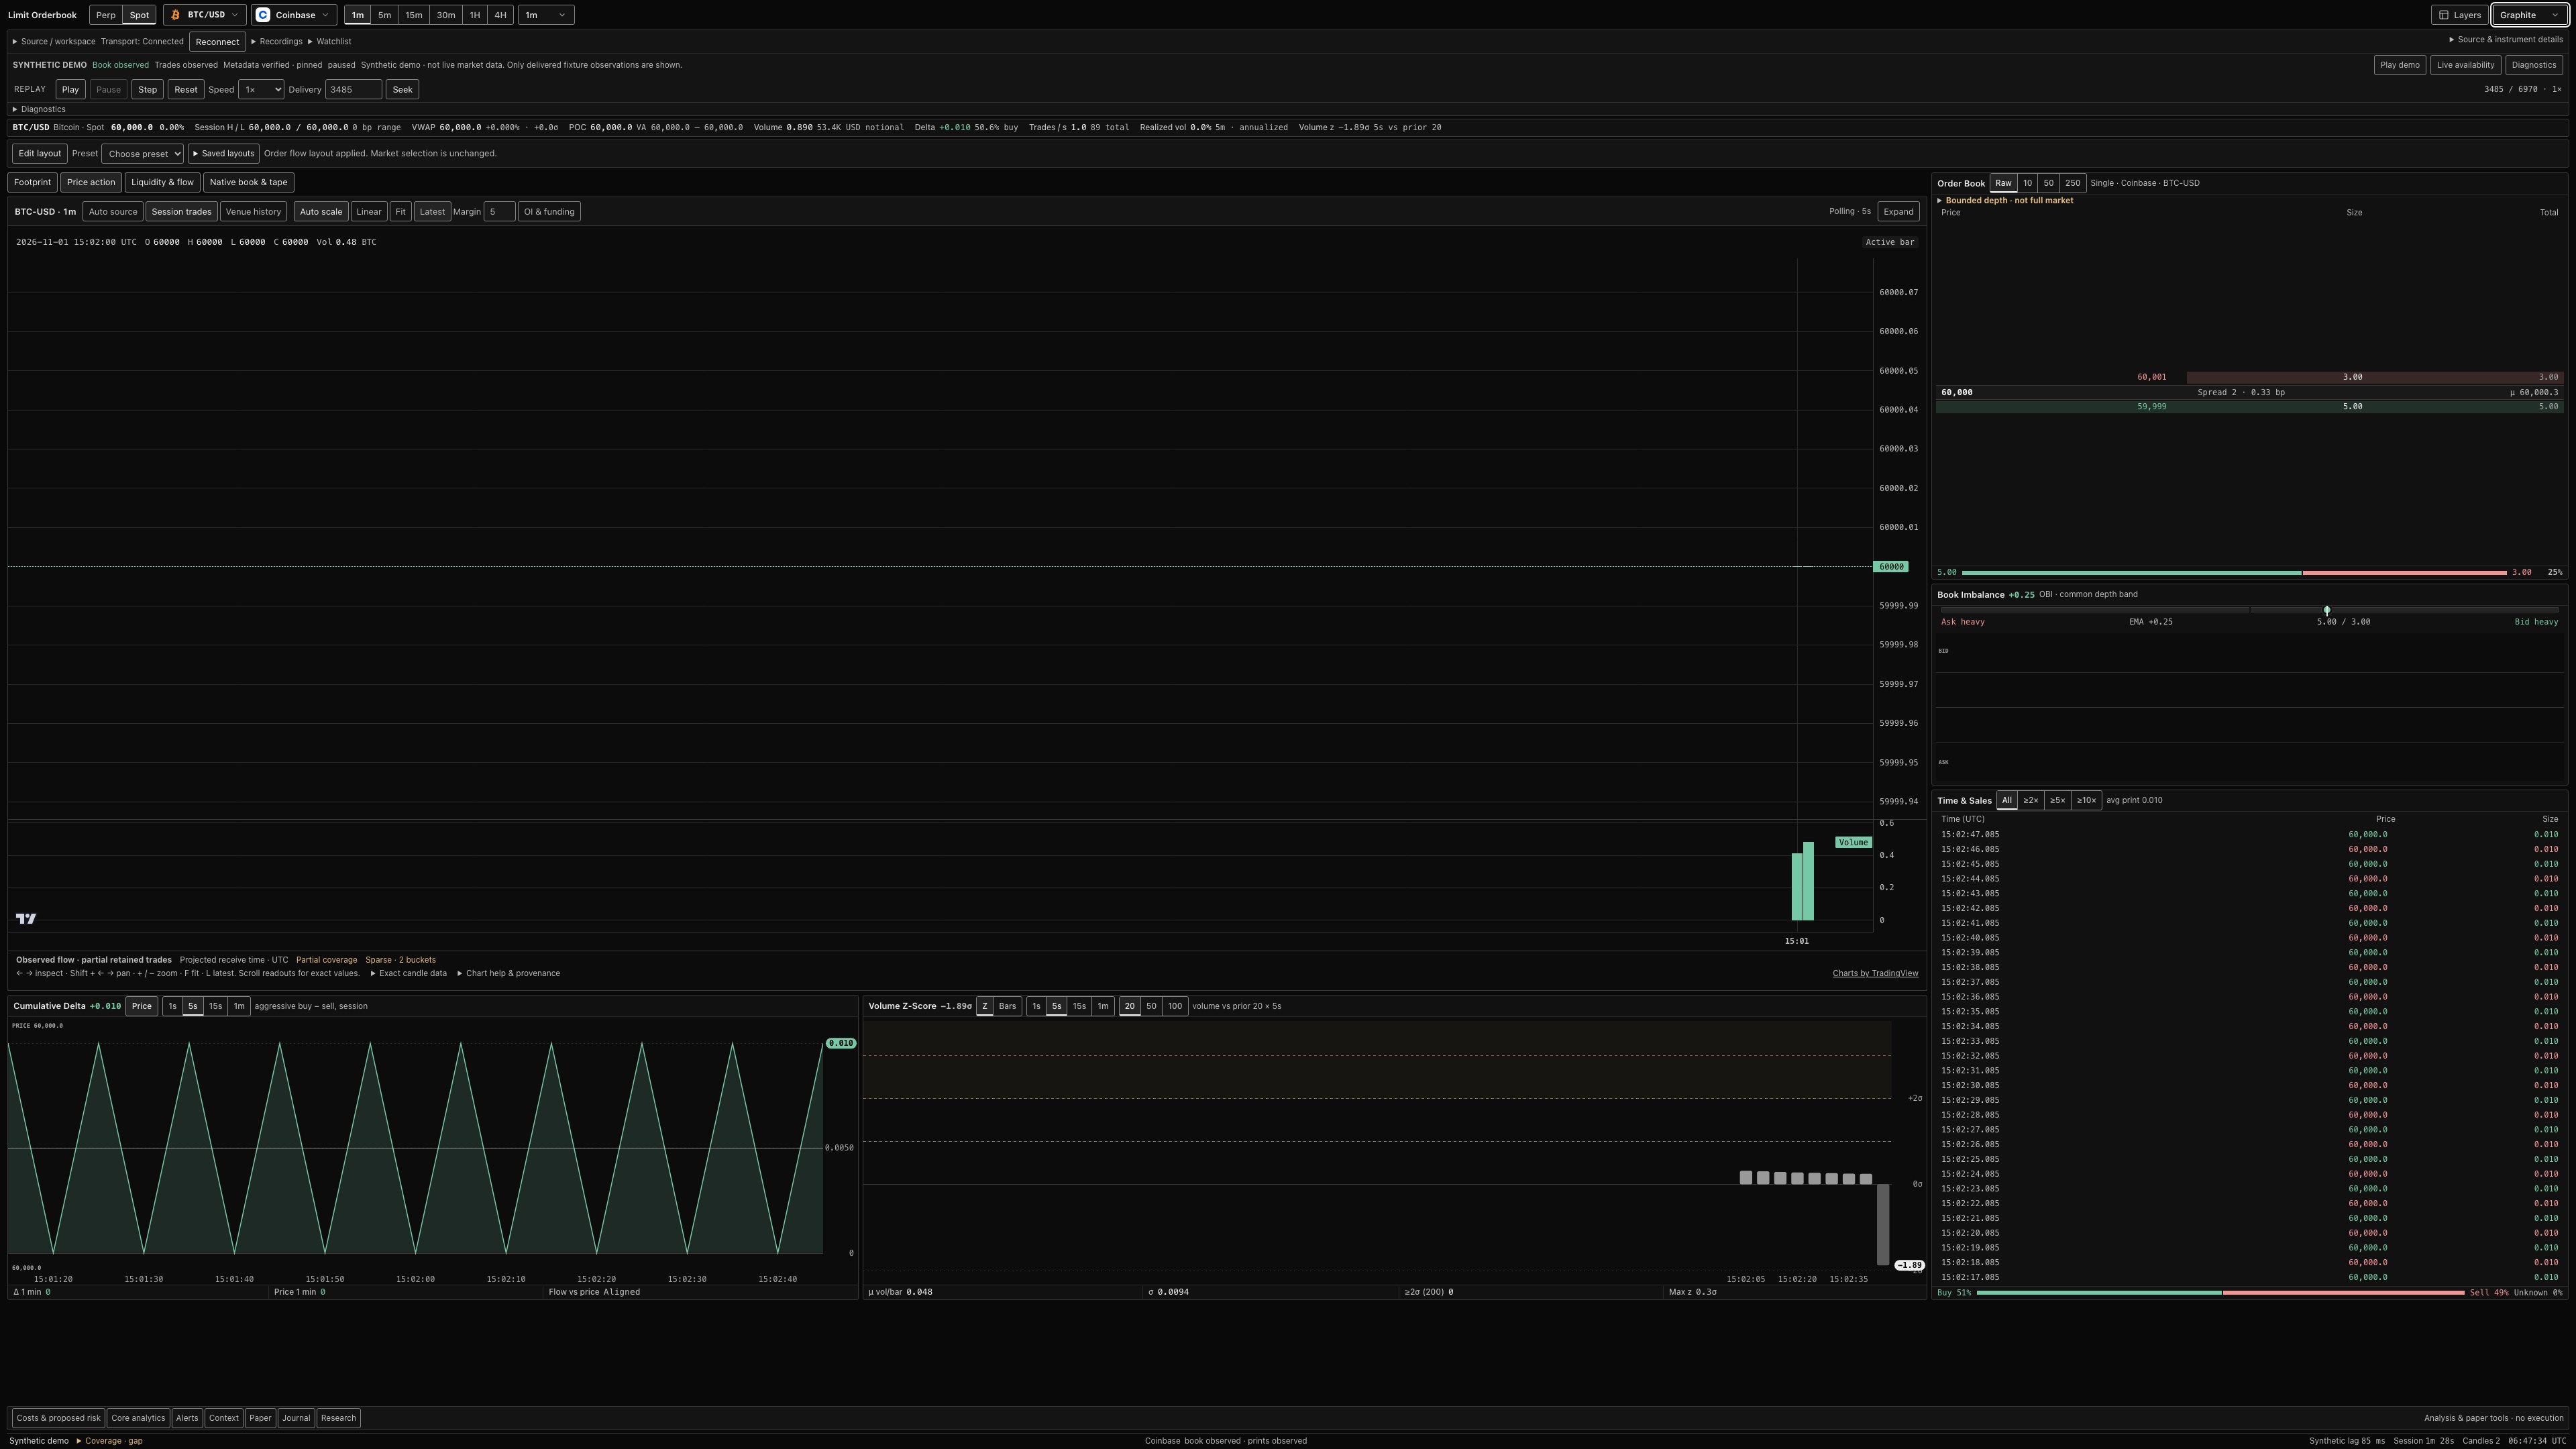 Limit Orderbook Perp Spot BTC/USD Coinbase 1m 5m 15m 30m 1H 4H 1m Layers Graphite
Source / workspace Transport: Connected Reconnect Recordings Watchlist Source & instrument details
SYNTHETIC DEMO Book observed Trades observed Metadata verified · pinned paused Synthetic demo · not live market data. Only delivered fixture observations are shown. Play demo Live availability Diagnostics
REPLAY Play Pause Step Reset Speed 1× Delivery 3485 Seek 3485 / 6970 · 1×
Diagnostics
BTC/USD Bitcoin · Spot 60,000.0 0.00% Session H / L 60,000.0 / 60,000.0 0 bp range VWAP 60,000.0 +0.000% · +0.0σ POC 60,000.0 VA 60,000.0 – 60,000.0 Volume 0.890 53.4K USD notional Delta +0.010 50.6% buy Trades / s 1.0 89 total Realized vol 0.0% 5m · annualized Volume z −1.89σ 5s vs prior 20
Edit layout Preset Choose preset Saved layouts Order flow layout applied. Market selection is unchanged.
Footprint Price action Liquidity & flow Native book & tape
BTC-USD · 1m Auto source Session trades Venue history Auto scale Linear Fit Latest Margin 5 OI & funding Polling · 5s Expand
2026-11-01 15:02:00 UTC O 60000 H 60000 L 60000 C 60000 Vol 0.48 BTC Active bar
60000.07
60000.06
60000.05
60000.04
60000.03
60000.02
60000.01
60000
59999.99
59999.98
59999.97
59999.96
59999.95
59999.94
0.6
Volume
0.4
0.2
0
15:01
Observed flow · partial retained trades Projected receive time · UTC Partial coverage Sparse · 2 buckets
← → inspect · Shift + ← → pan · + / − zoom · F fit · L latest. Scroll readouts for exact values. Exact candle data Chart help & provenance Charts by TradingView
Cumulative Delta +0.010 Price 1s 5s 15s 1m aggressive buy − sell, session
PRICE 60,000.0
0.010
0.0050
0
60,000.0
15:01:20 15:01:30 15:01:40 15:01:50 15:02:00 15:02:10 15:02:20 15:02:30 15:02:40
Δ 1 min 0 Price 1 min 0 Flow vs price Aligned
Volume Z-Score −1.89σ Z Bars 1s 5s 15s 1m 20 50 100 volume vs prior 20 × 5s
+2σ
0σ
−1.89
15:02:05 15:02:20 15:02:35
μ vol/bar 0.048 σ 0.0094 ≥2σ (200) 0 Max z 0.3σ
Order Book Raw 10 50 250 Single · Coinbase · BTC-USD
Bounded depth · not full market
Price Size Total
60,001 3.00 3.00
60,000 Spread 2 · 0.33 bp μ 60,000.3
59,999 5.00 5.00
5.00 3.00 25%
Book Imbalance +0.25 OBI · common depth band
Ask heavy EMA +0.25 5.00 / 3.00 Bid heavy
BID
ASK
Time & Sales All ≥2× ≥5× ≥10× avg print 0.010
Time (UTC) Price Size
15:02:47.085 60,000.0 0.010
15:02:46.085 60,000.0 0.010
15:02:45.085 60,000.0 0.010
15:02:44.085 60,000.0 0.010
15:02:43.085 60,000.0 0.010
15:02:42.085 60,000.0 0.010
15:02:41.085 60,000.0 0.010
15:02:40.085 60,000.0 0.010
15:02:39.085 60,000.0 0.010
15:02:38.085 60,000.0 0.010
15:02:37.085 60,000.0 0.010
15:02:36.085 60,000.0 0.010
15:02:35.085 60,000.0 0.010
15:02:34.085 60,000.0 0.010
15:02:33.085 60,000.0 0.010
15:02:32.085 60,000.0 0.010
15:02:31.085 60,000.0 0.010
15:02:30.085 60,000.0 0.010
15:02:29.085 60,000.0 0.010
15:02:28.085 60,000.0 0.010
15:02:27.085 60,000.0 0.010
15:02:26.085 60,000.0 0.010
15:02:25.085 60,000.0 0.010
15:02:24.085 60,000.0 0.010
15:02:23.085 60,000.0 0.010
15:02:22.085 60,000.0 0.010
15:02:21.085 60,000.0 0.010
15:02:20.085 60,000.0 0.010
15:02:19.085 60,000.0 0.010
15:02:18.085 60,000.0 0.010
15:02:17.085 60,000.0 0.010
Buy 51% Sell 49% Unknown 0%
Costs & proposed risk Core analytics Alerts Context Paper Journal Research Analysis & paper tools · no execution
Synthetic demo Coverage · gap Coinbase book observed · prints observed Synthetic lag 85 ms Session 1m 28s Candles 2 06:47:34 UTC